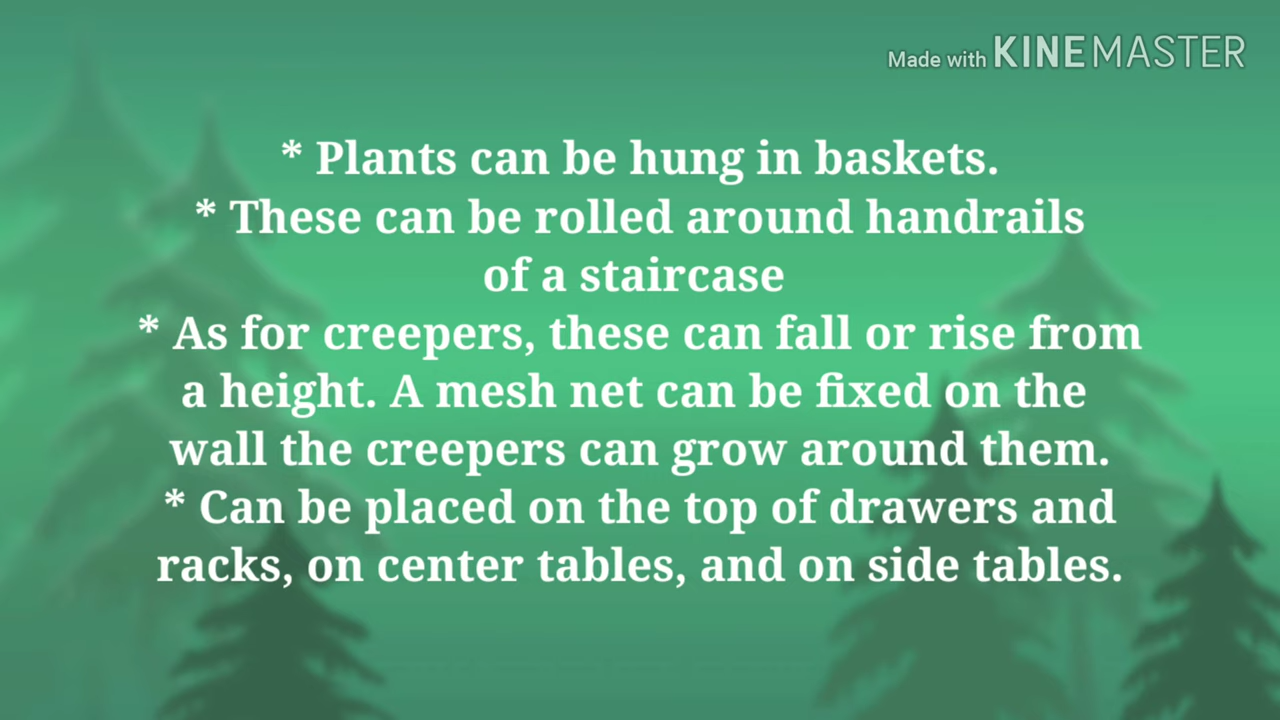 Made with KINEMASTER
* Plants can be hung in baskets.
* These can be rolled around handrails
of a staircase
* As for creepers, these can fall or rise from
a height. A mesh net can be fixed on the
wall the creepers can grow around them.
* Can be placed on the top of drawers and
racks, on center tables, and on side tables.